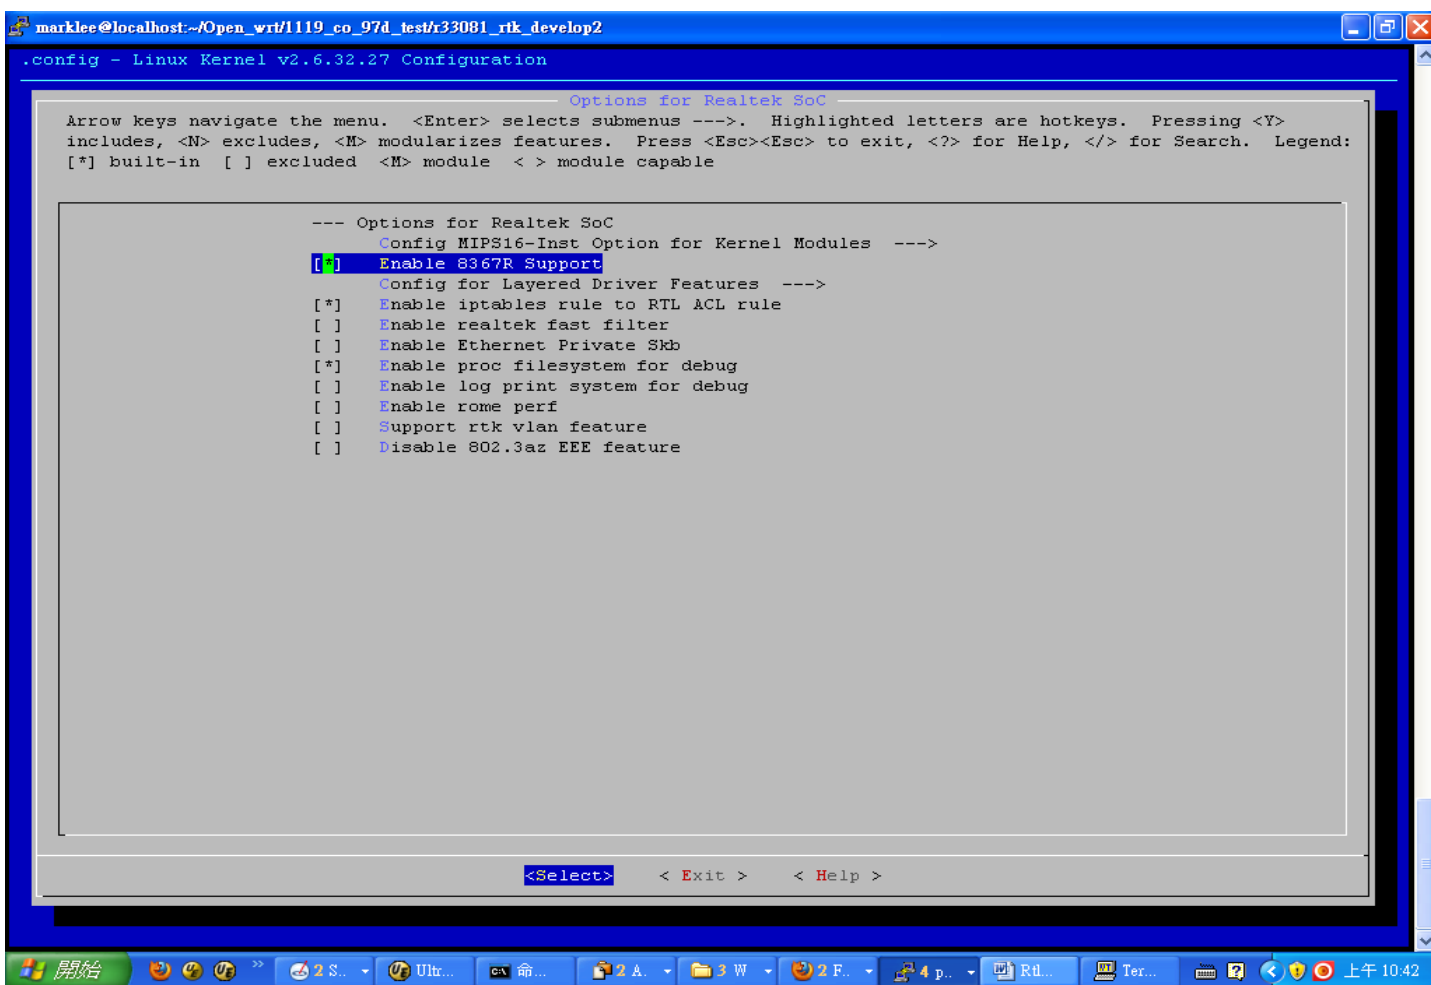 marklee@localhost:~/Open_wrt/1119_co_97d_test/r33081_rtk_develop2
.config - Linux Kernel v2.6.32.27 Configuration
Options for Realtek SoC
Arrow keys navigate the menu.  <Enter> selects submenus --->.  Highlighted letters are hotkeys.  Pressing <Y>
includes, <N> excludes, <M> modularizes features.  Press <Esc><Esc> to exit, <?> for Help, </> for Search.  Legend:
[*] built-in  [ ] excluded  <M> module  < > module capable
--- Options for Realtek SoC
Config MIPS16-Inst Option for Kernel Modules  --->
[*]   Enable 8367R Support
Config for Layered Driver Features  --->
[*]   Enable iptables rule to RTL ACL rule
[ ]   Enable realtek fast filter
[ ]   Enable Ethernet Private Skb
[*]   Enable proc filesystem for debug
[ ]   Enable log print system for debug
[ ]   Enable rome perf
[ ]   Support rtk vlan feature
[ ]   Disable 802.3az EEE feature
<Select>    < Exit >    < Help >
開始 2 S.. Ultr... 命... 2 A. 3 W 2 F.. 4 p.. Rtl... Ter... 上午 10:42